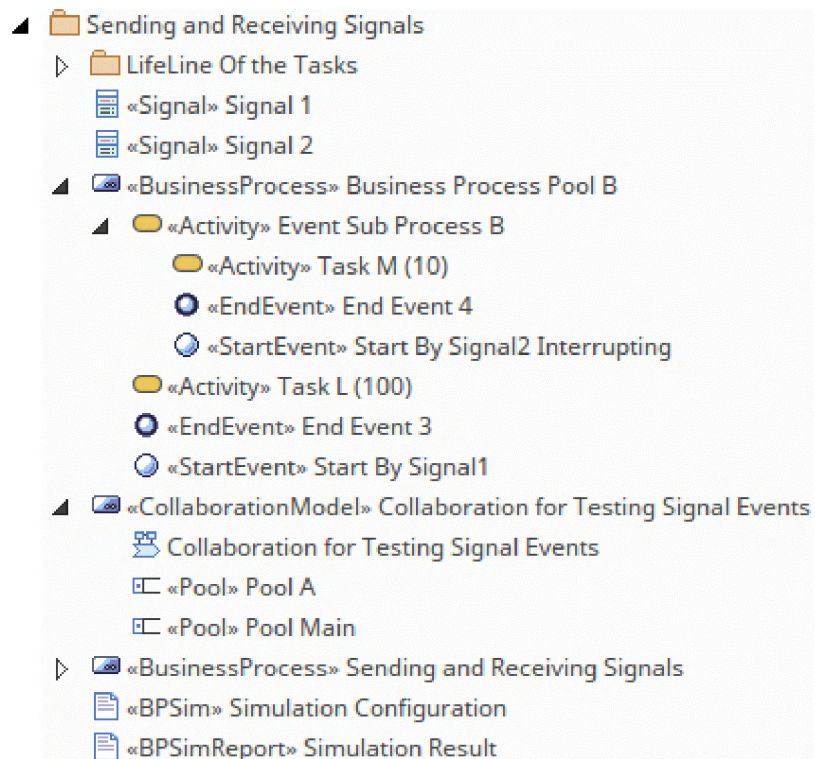 Sending and Receiving Signals
LifeLine Of the Tasks
«Signal» Signal 1
«Signal» Signal 2
«BusinessProcess» Business Process Pool B
«Activity» Event Sub Process B
«Activity» Task M (10)
«EndEvent» End Event 4
«StartEvent» Start By Signal2 Interrupting
«Activity» Task L (100)
«EndEvent» End Event 3
«StartEvent» Start By Signal1
«CollaborationModel» Collaboration for Testing Signal Events
Collaboration for Testing Signal Events
«Pool» Pool A
«Pool» Pool Main
«BusinessProcess» Sending and Receiving Signals
«BPSim» Simulation Configuration
«BPSimReport» Simulation Result